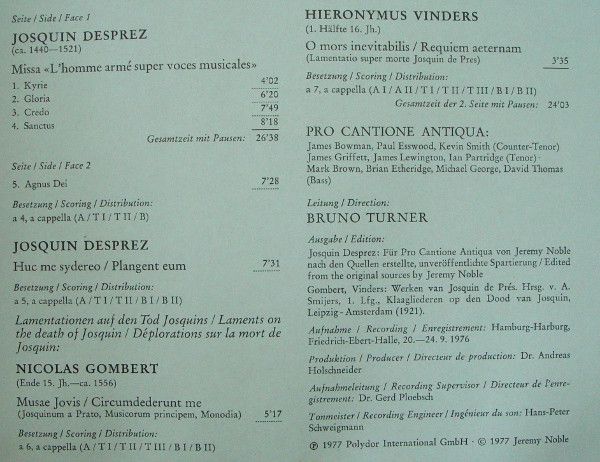 Seite / Side / Face 1
JOSQUIN DESPREZ
(ca. 1440—1521)
Missa «L'homme armé super voces musicales»
1. Kyrie 4'02
2. Gloria 6'20
3. Credo 7'49
4. Sanctus 8'18
Gesamtzeit mit Pausen: 26'38
Seite / Side / Face 2
5. Agnus Dei 7'28
Besetzung / Scoring / Distribution:
a 4, a cappella (A / T I / T II / B)
JOSQUIN DESPREZ
Huc me sydereo / Plangent eum 7'31
Besetzung / Scoring / Distribution:
a 5, a cappella (A / T I / T II / B I / B II)
Lamentationen auf den Tod Josquins / Laments on
the death of Josquin / Déplorations sur la mort de
Josquin:
NICOLAS GOMBERT
(Ende 15. Jh.—ca. 1556)
Musae Jovis / Circumdederunt me
(Josquinum a Prato, Musicorum principem, Monodia) 5'17
Besetzung / Scoring / Distribution:
a 6, a cappella (A / T I / T II / T III / B I / B II)
HIERONYMUS VINDERS
(1. Hälfte 16. Jh.)
O mors inevitabilis / Requiem aeternam
(Lamentatio super morte Josquin de Pres) 3'35
Besetzung / Scoring / Distribution:
a 7, a cappella (A I / A II / T I / T II / T III / B I / B II)
Gesamtzeit der 2. Seite mit Pausen: 24'03
PRO CANTIONE ANTIQUA:
James Bowman, Paul Esswood, Kevin Smith (Counter-Tenor)
James Griffett, James Lewington, Ian Partridge (Tenor) ·
Mark Brown, Brian Etheridge, Michael George, David Thomas
(Bass)
Leitung / Direction:
BRUNO TURNER
Ausgabe / Edition:
Josquin Desprez: Für Pro Cantione Antiqua von Jeremy Noble
nach den Quellen erstellte, unveröffentlichte Spartierung / Edited
from the original sources by Jeremy Noble
Gombert, Vinders: Werken van Josquin de Prés. Hrsg. v. A.
Smijers, 1. Lfg., Klaagliederen op den Dood van Josquin,
Leipzig - Amsterdam (1921).
Aufnahme / Recording / Enregistrement: Hamburg-Harburg,
Friedrich-Ebert-Halle, 20.—24. 9. 1976
Produktion / Producer / Directeur de production: Dr. Andreas
Holschneider
Aufnahmeleitung / Recording Supervisor / Directeur de l'enre-
gistrement: Dr. Gerd Ploebsch
Tonmeister / Recording Engineer / Ingénieur du son: Hans-Peter
Schweigmann
℗ 1977 Polydor International GmbH · © 1977 Jeremy Noble